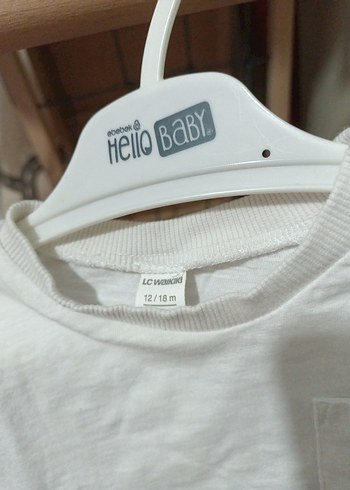 ebebek
Hello BABY
LC WAIKIKI
12 / 18 m